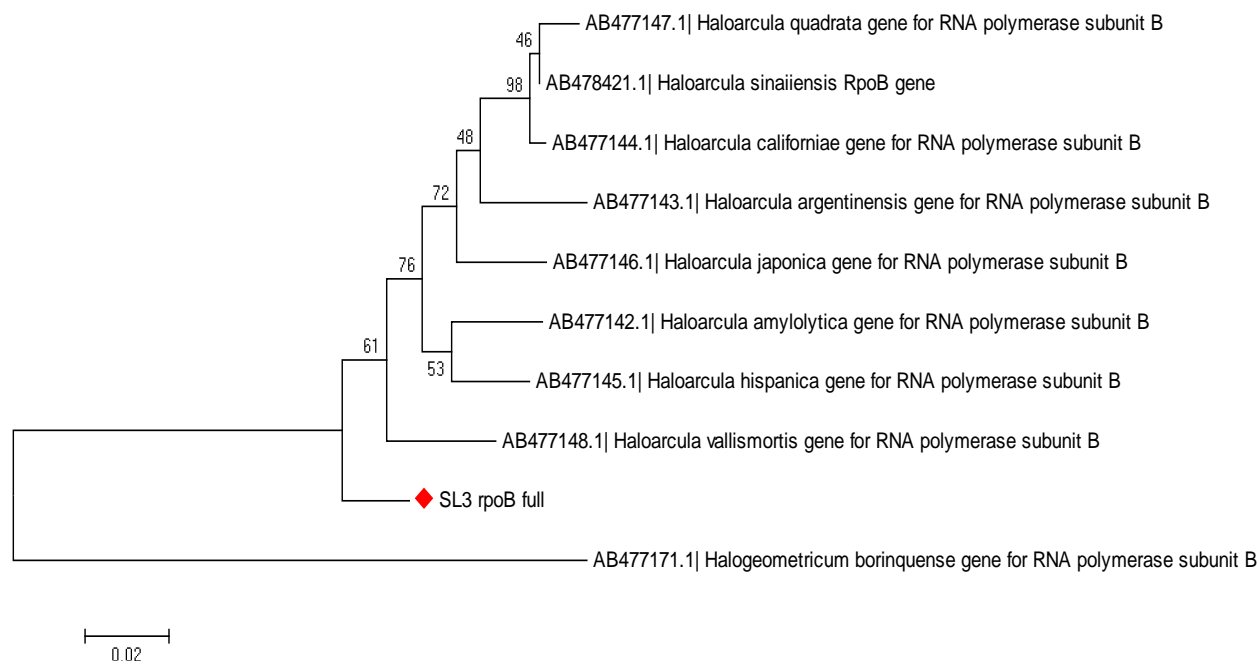 AB477147.1| Haloarcula quadrata gene for RNA polymerase subunit B
46
AB478421.1| Haloarcula sinaiiensis RpoB gene
98
AB477144.1| Haloarcula californiae gene for RNA polymerase subunit B
48
AB477143.1| Haloarcula argentinensis gene for RNA polymerase subunit B
72
AB477146.1| Haloarcula japonica gene for RNA polymerase subunit B
76
AB477142.1| Haloarcula amylolytica gene for RNA polymerase subunit B
61
53
AB477145.1| Haloarcula hispanica gene for RNA polymerase subunit B
AB477148.1| Haloarcula vallismortis gene for RNA polymerase subunit B
SL3 rpoB full
AB477171.1| Halogeometricum borinquense gene for RNA polymerase subunit B
0.02